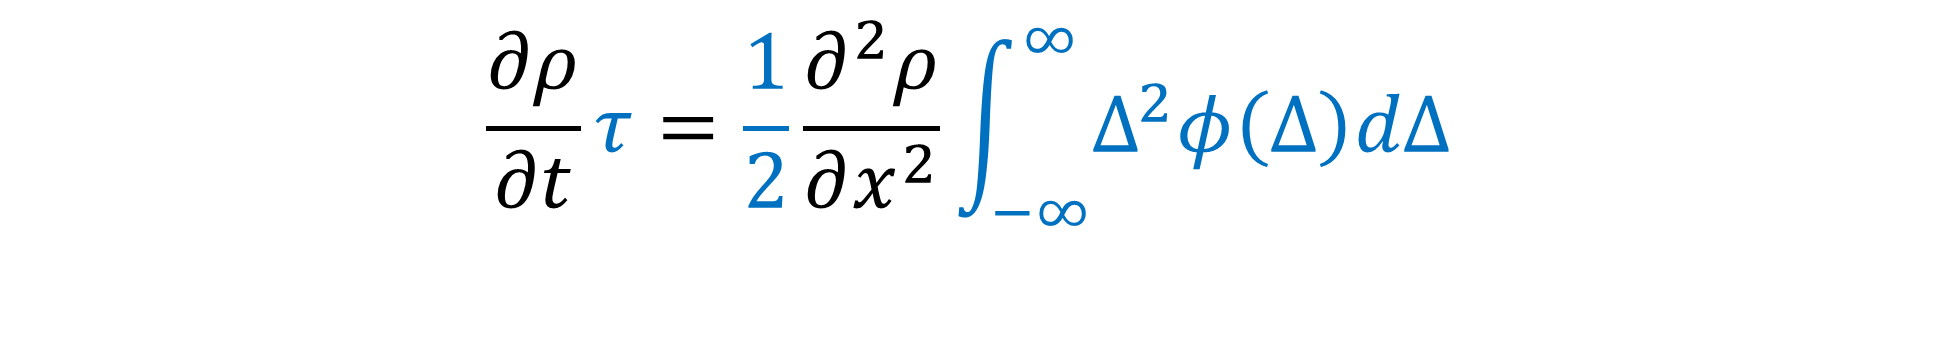 ∂ρ/∂t τ = 1/2 ∂²ρ/∂x² ∫_{-∞}^{∞} Δ²ϕ(Δ)dΔ